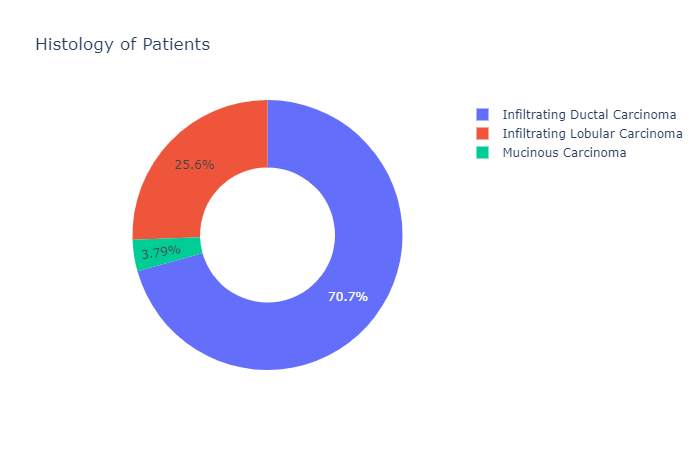 Histology of Patients
Infiltrating Ductal Carcinoma
Infiltrating Lobular Carcinoma
Mucinous Carcinoma
25.6%
3.79%
70.7%